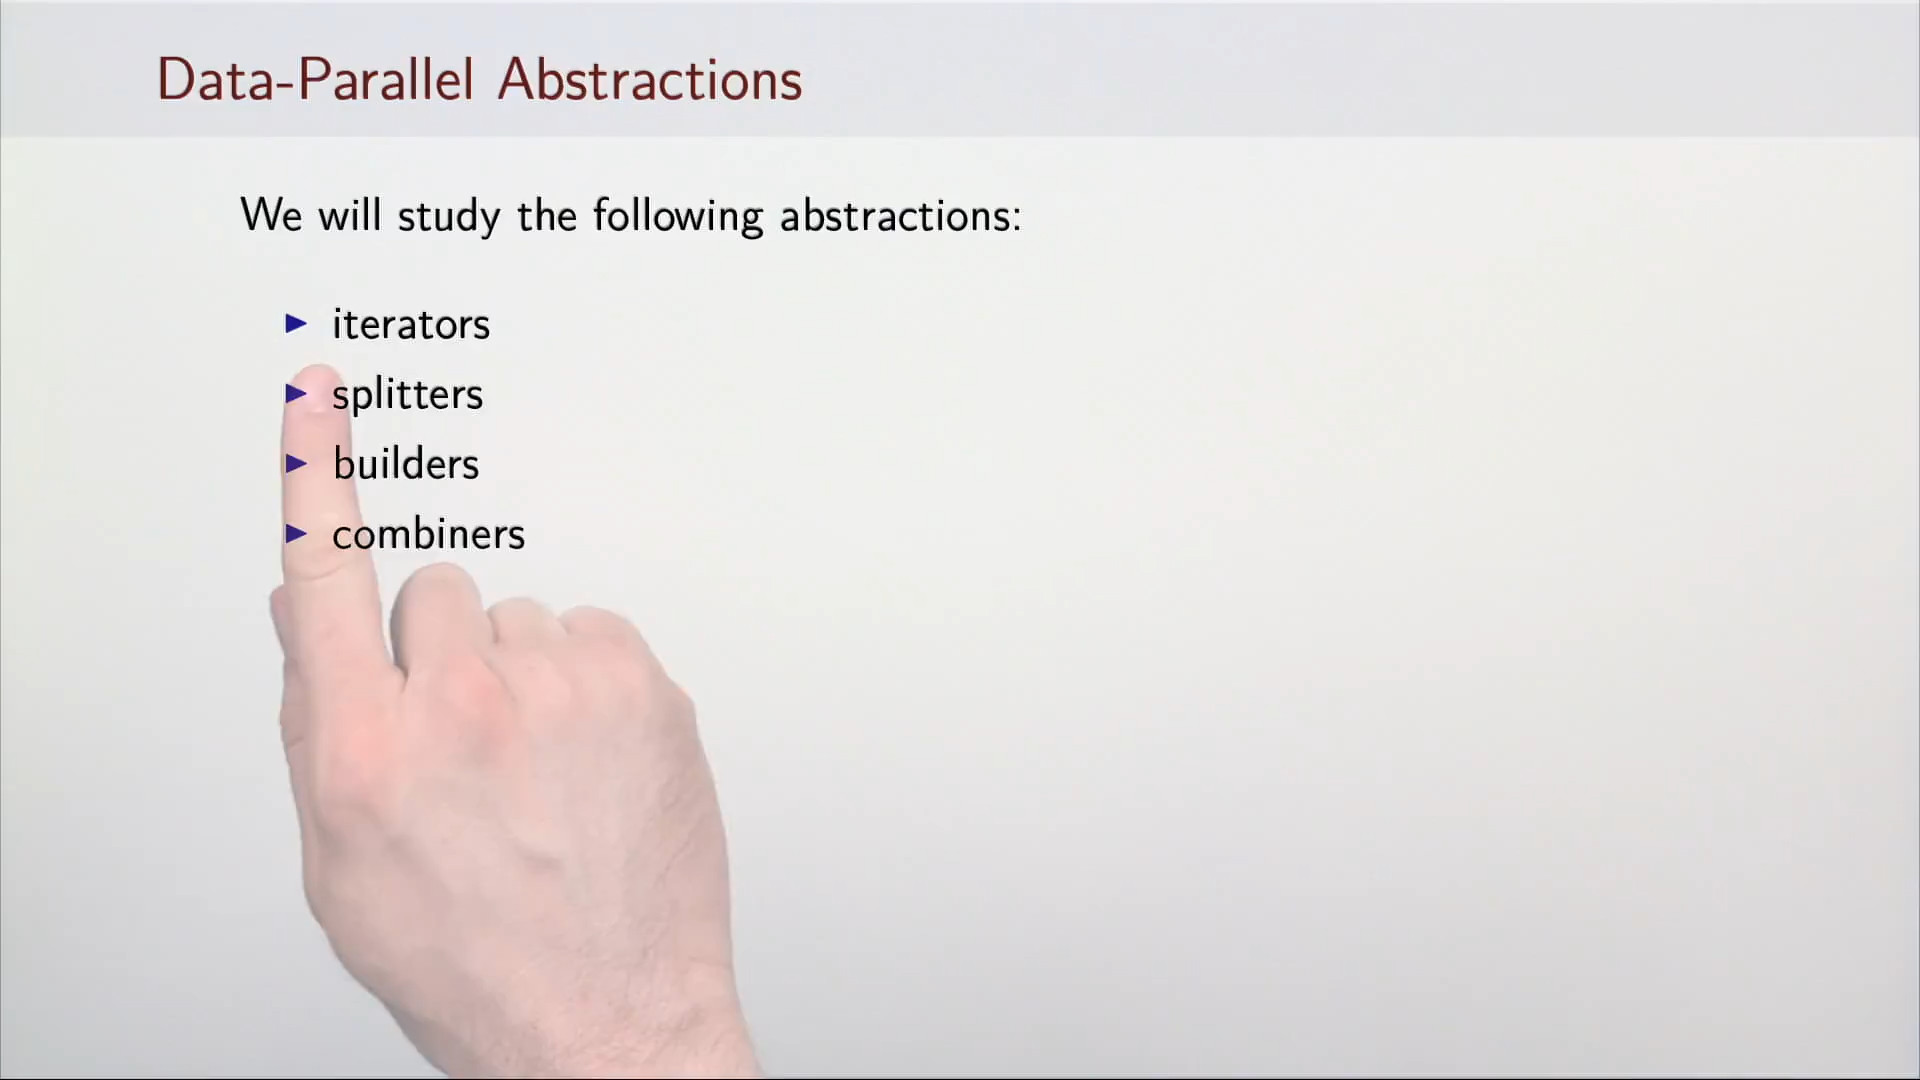 Data-Parallel Abstractions
We will study the following abstractions:
▶ iterators
▶ splitters
▶ builders
▶ combiners